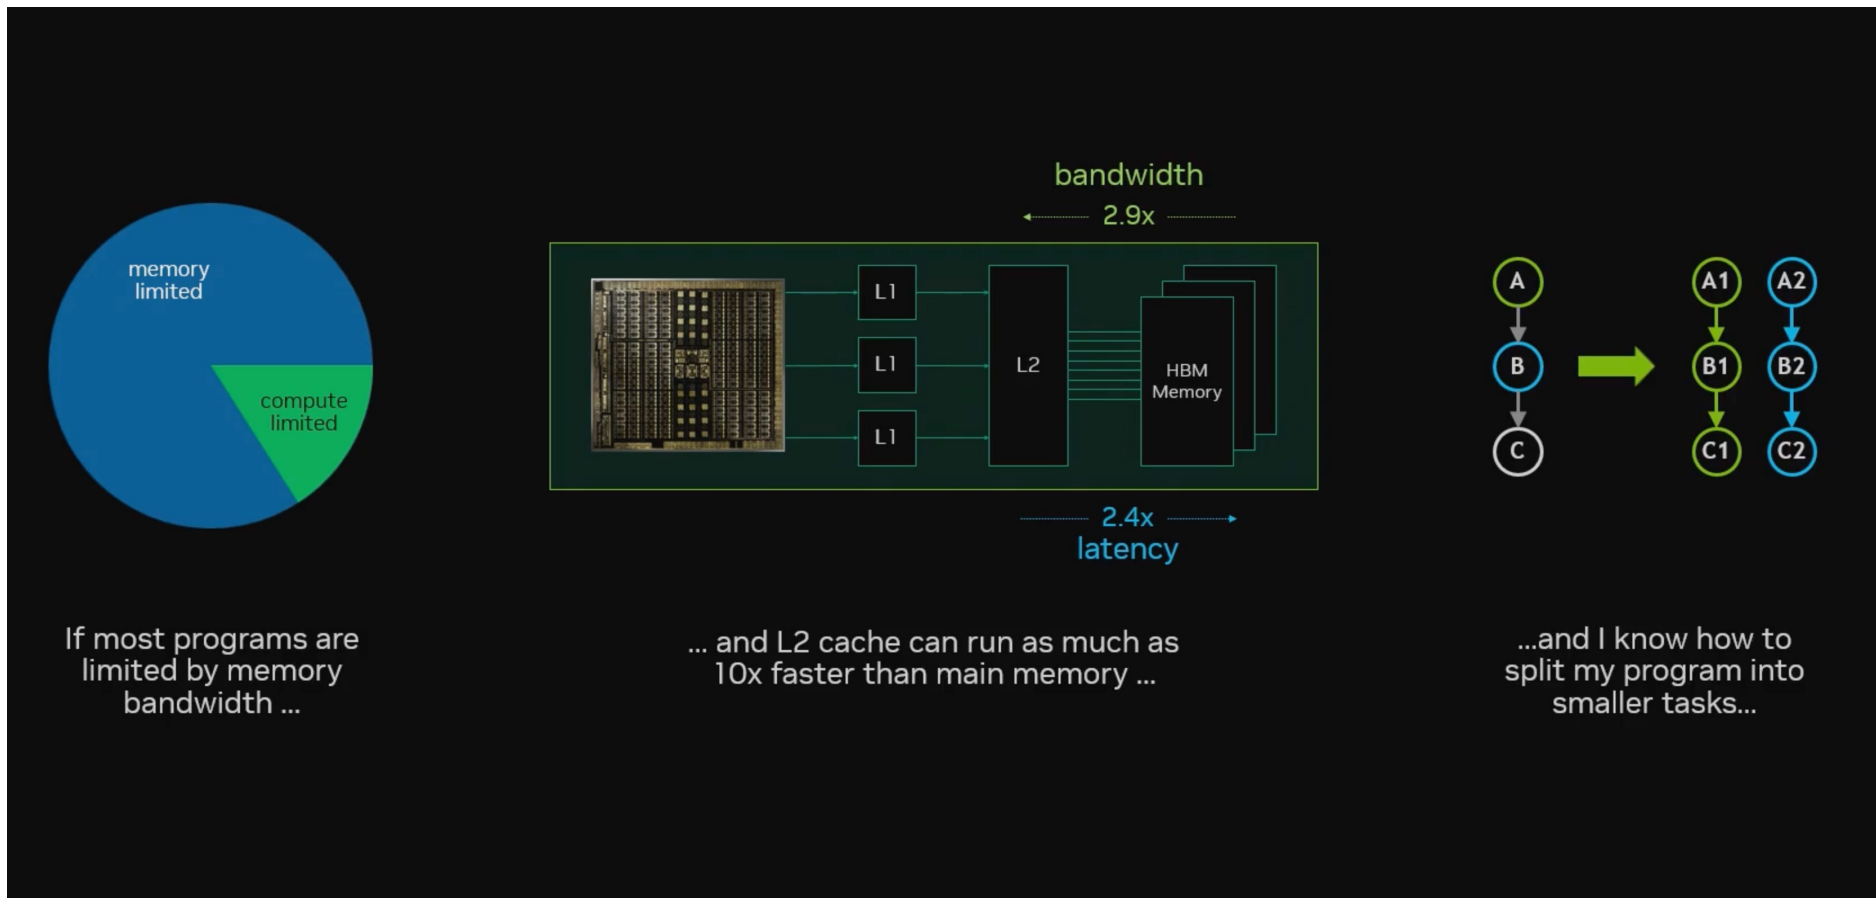 memory
limited
compute
limited
If most programs are
limited by memory
bandwidth ...
bandwidth
2.9x
L1
L1
L1
L2
HBM
Memory
2.4x
latency
... and L2 cache can run as much as
10x faster than main memory ...
A
B
C
A1
A2
B1
B2
C1
C2
...and I know how to
split my program into
smaller tasks...